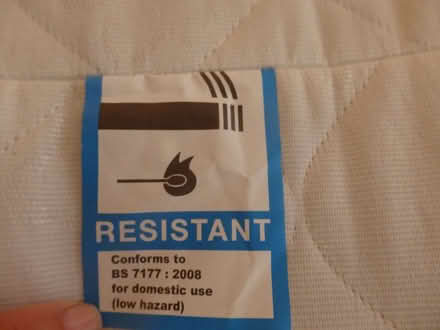 RESISTANT
Conforms to
BS 7177 : 2008
for domestic use
(low hazard)